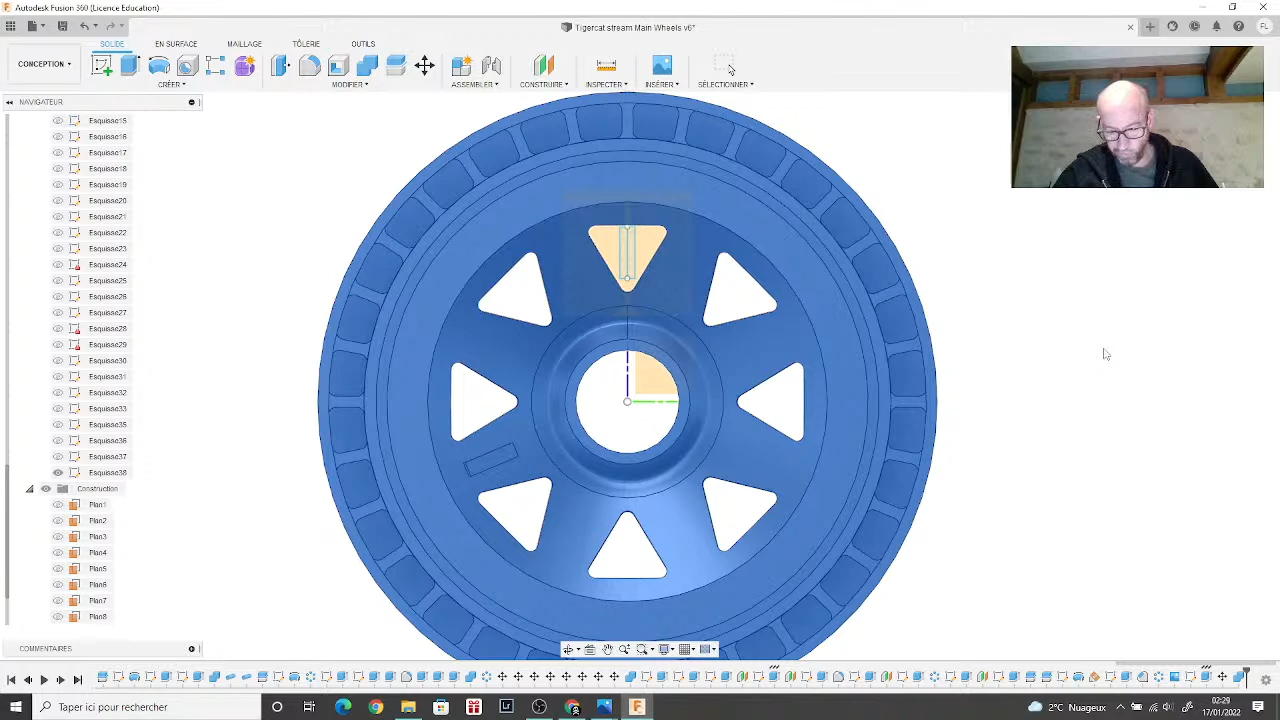 Autodesk Fusion 360 (Licence Éducation)
Tigercat stream Main Wheels v6*
FL
SOLIDE EN SURFACE MAILLAGE TÔLERIE OUTILS
CONCEPTION
CRÉER MODIFIER ASSEMBLER CONSTRUIRE INSPECTER INSÉRER SÉLECTIONNER
NAVIGATEUR
Esquisse15
Esquisse16
Esquisse17
Esquisse18
Esquisse19
Esquisse20
Esquisse21
Esquisse22
Esquisse23
Esquisse24
Esquisse25
Esquisse26
Esquisse27
Esquisse28
Esquisse29
Esquisse30
Esquisse31
Esquisse32
Esquisse33
Esquisse35
Esquisse36
Esquisse37
Esquisse38
Construction
Plan1
Plan2
Plan3
Plan4
Plan5
Plan6
Plan7
Plan8
COMMENTAIRES
Taper ici pour rechercher
2°C Nuageux
02:29
17/01/2022